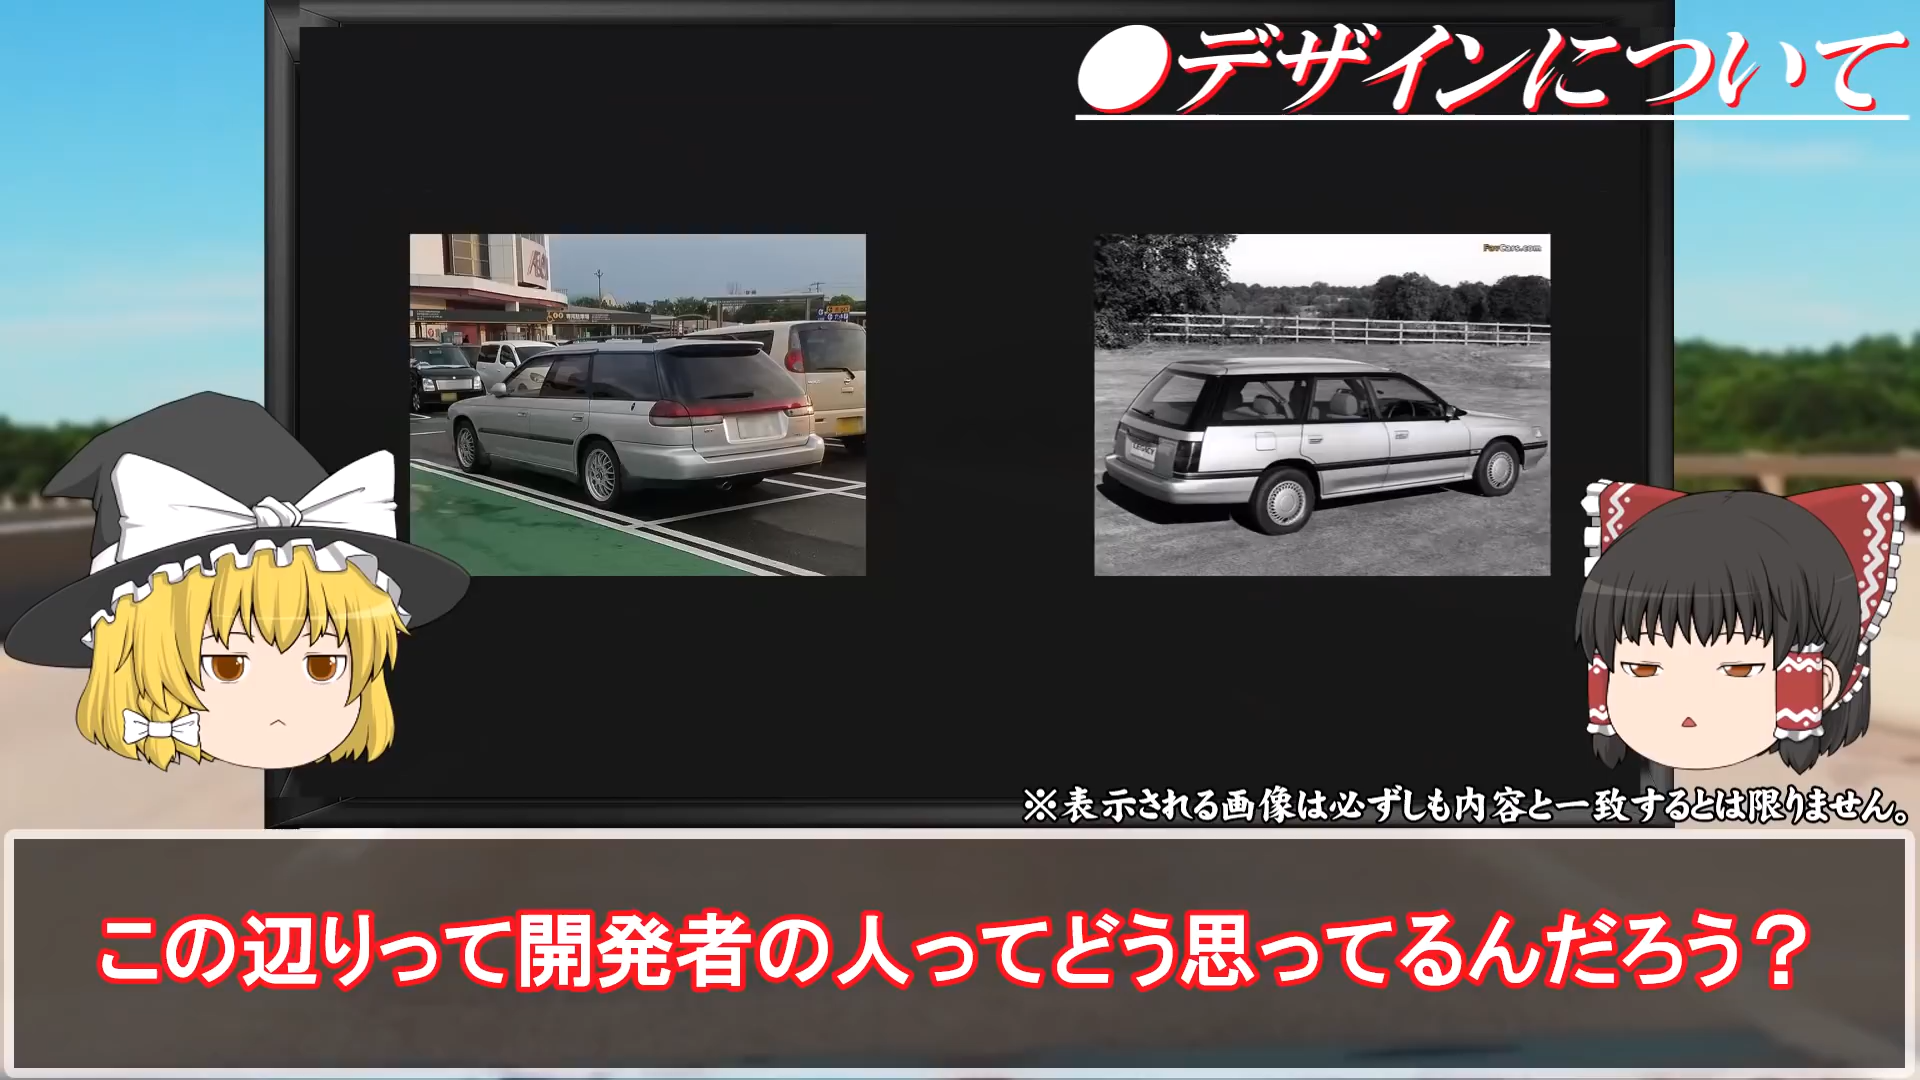 ●デザインについて
FavCars.com
LEGACY
※表示される画像は必ずしも内容と一致するとは限りません。
この辺りって開発者の人ってどう思ってるんだろう？